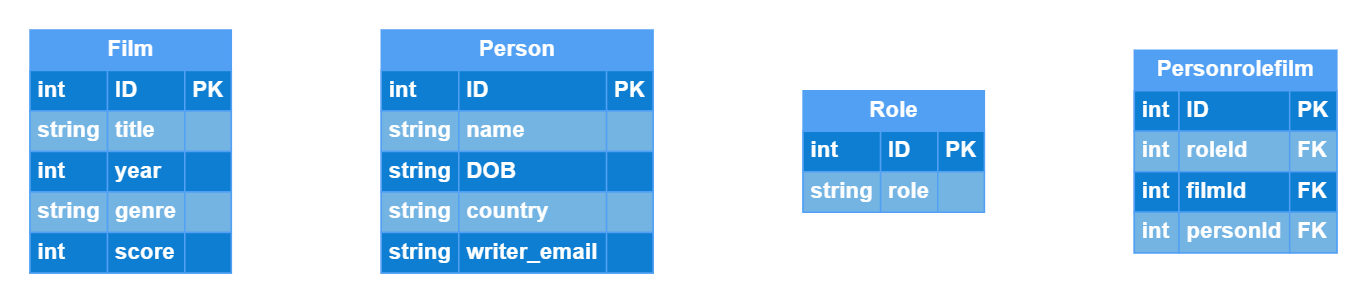 Film
int ID PK
string title
int year
string genre
int score
Person
int ID PK
string name
string DOB
string country
string writer_email
Role
int ID PK
string role
Personrolefilm
int ID PK
int roleId FK
int filmId FK
int personId FK